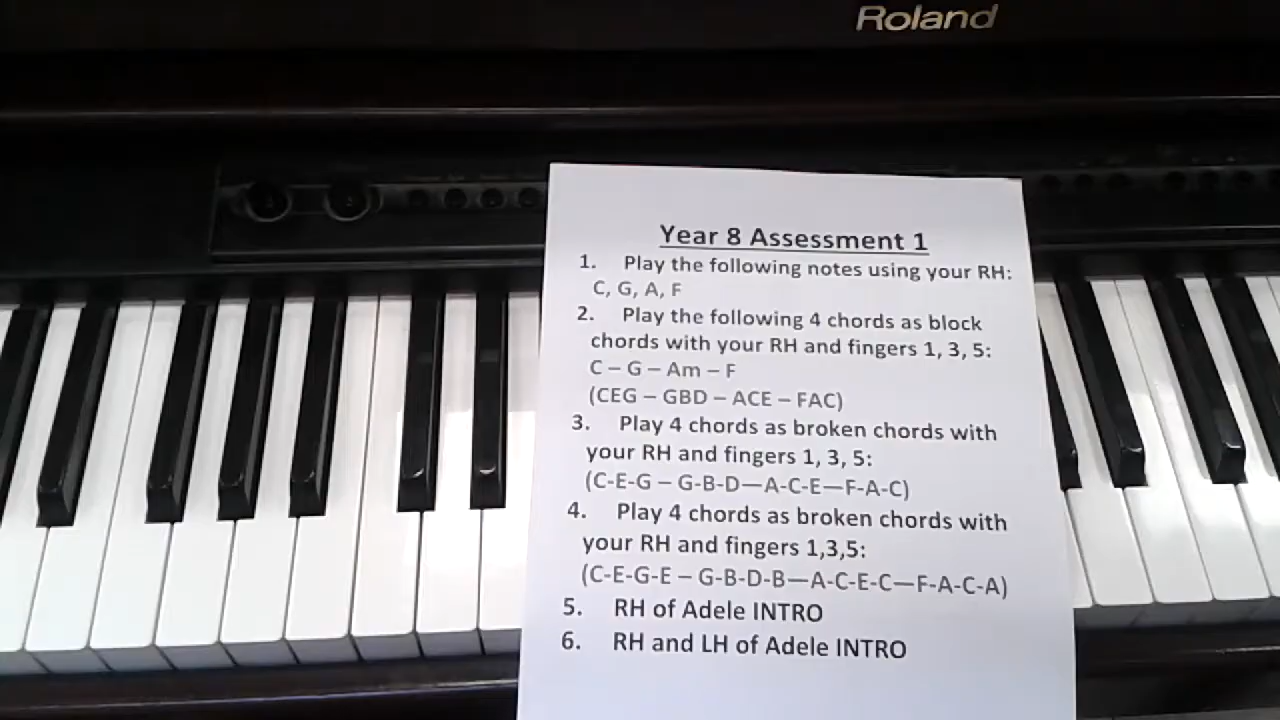 Roland
Year 8 Assessment 1
1. Play the following notes using your RH:
C, G, A, F
2. Play the following 4 chords as block
chords with your RH and fingers 1, 3, 5:
C – G – Am – F
(CEG – GBD – ACE – FAC)
3. Play 4 chords as broken chords with
your RH and fingers 1, 3, 5:
(C-E-G – G-B-D—A-C-E—F-A-C)
4. Play 4 chords as broken chords with
your RH and fingers 1,3,5:
(C-E-G-E – G-B-D-B—A-C-E-C—F-A-C-A)
5. RH of Adele INTRO
6. RH and LH of Adele INTRO